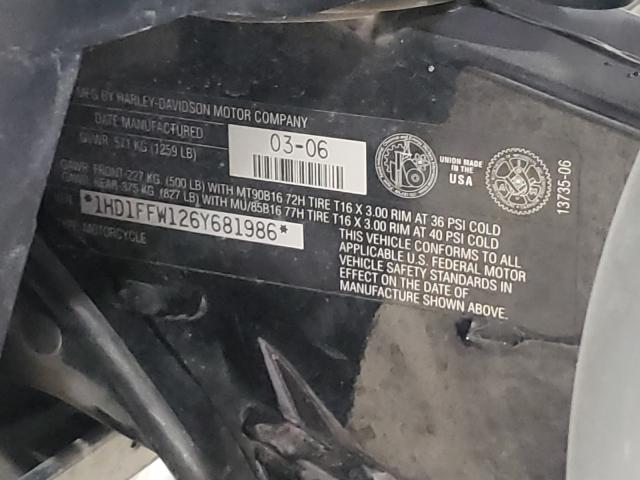 MFG BY HARLEY-DAVIDSON MOTOR COMPANY
DATE MANUFACTURED 03-06
GVWR 571 KG (1259 LB)
UNION MADE
IN THE
USA
13735-06
GAWR: FRONT-227 KG (500 LB) WITH MT90B16 72H TIRE T16 X 3.00 RIM AT 36 PSI COLD
GAWR: REAR-375 KG (827 LB) WITH MU/85B16 77H TIRE T16 X 3.00 RIM AT 40 PSI COLD
*1HD1FFW126Y681986*
TYPE: MOTORCYCLE
THIS VEHICLE CONFORMS TO ALL
APPLICABLE U.S. FEDERAL MOTOR
VEHICLE SAFETY STANDARDS IN
EFFECT ON THE DATE OF
MANUFACTURE SHOWN ABOVE.